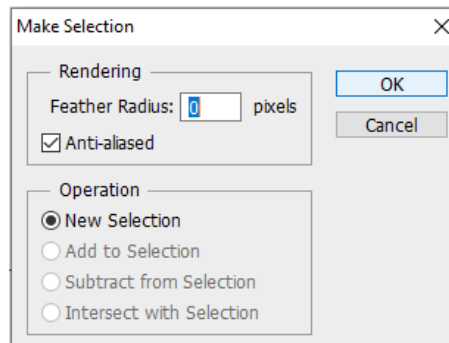 Make Selection
Rendering
Feather Radius: 0 pixels
Anti-aliased
OK
Cancel
Operation
New Selection
Add to Selection
Subtract from Selection
Intersect with Selection